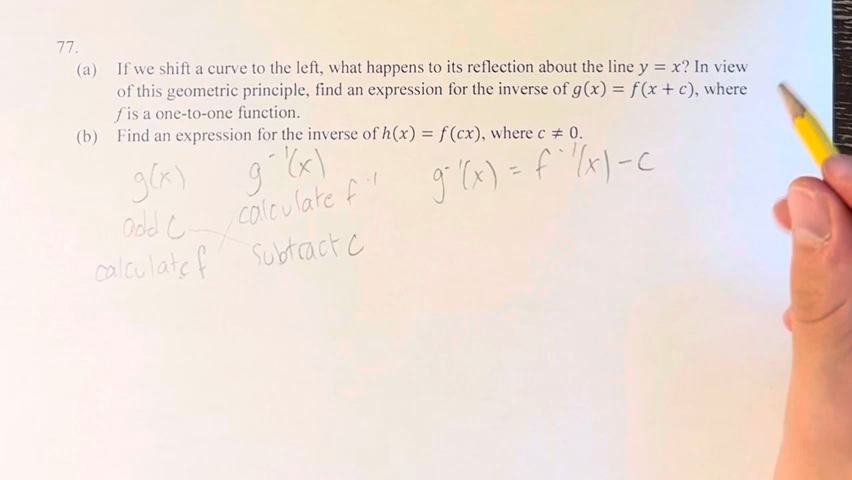 77.
(a) If we shift a curve to the left, what happens to its reflection about the line y = x? In view
of this geometric principle, find an expression for the inverse of g(x) = f(x + c), where
f is a one-to-one function.
(b) Find an expression for the inverse of h(x) = f(cx), where c ≠ 0.
g(x) g⁻¹(x) g⁻¹(x) = f⁻¹(x) - c
add c calculate f⁻¹
calculate f subtract c